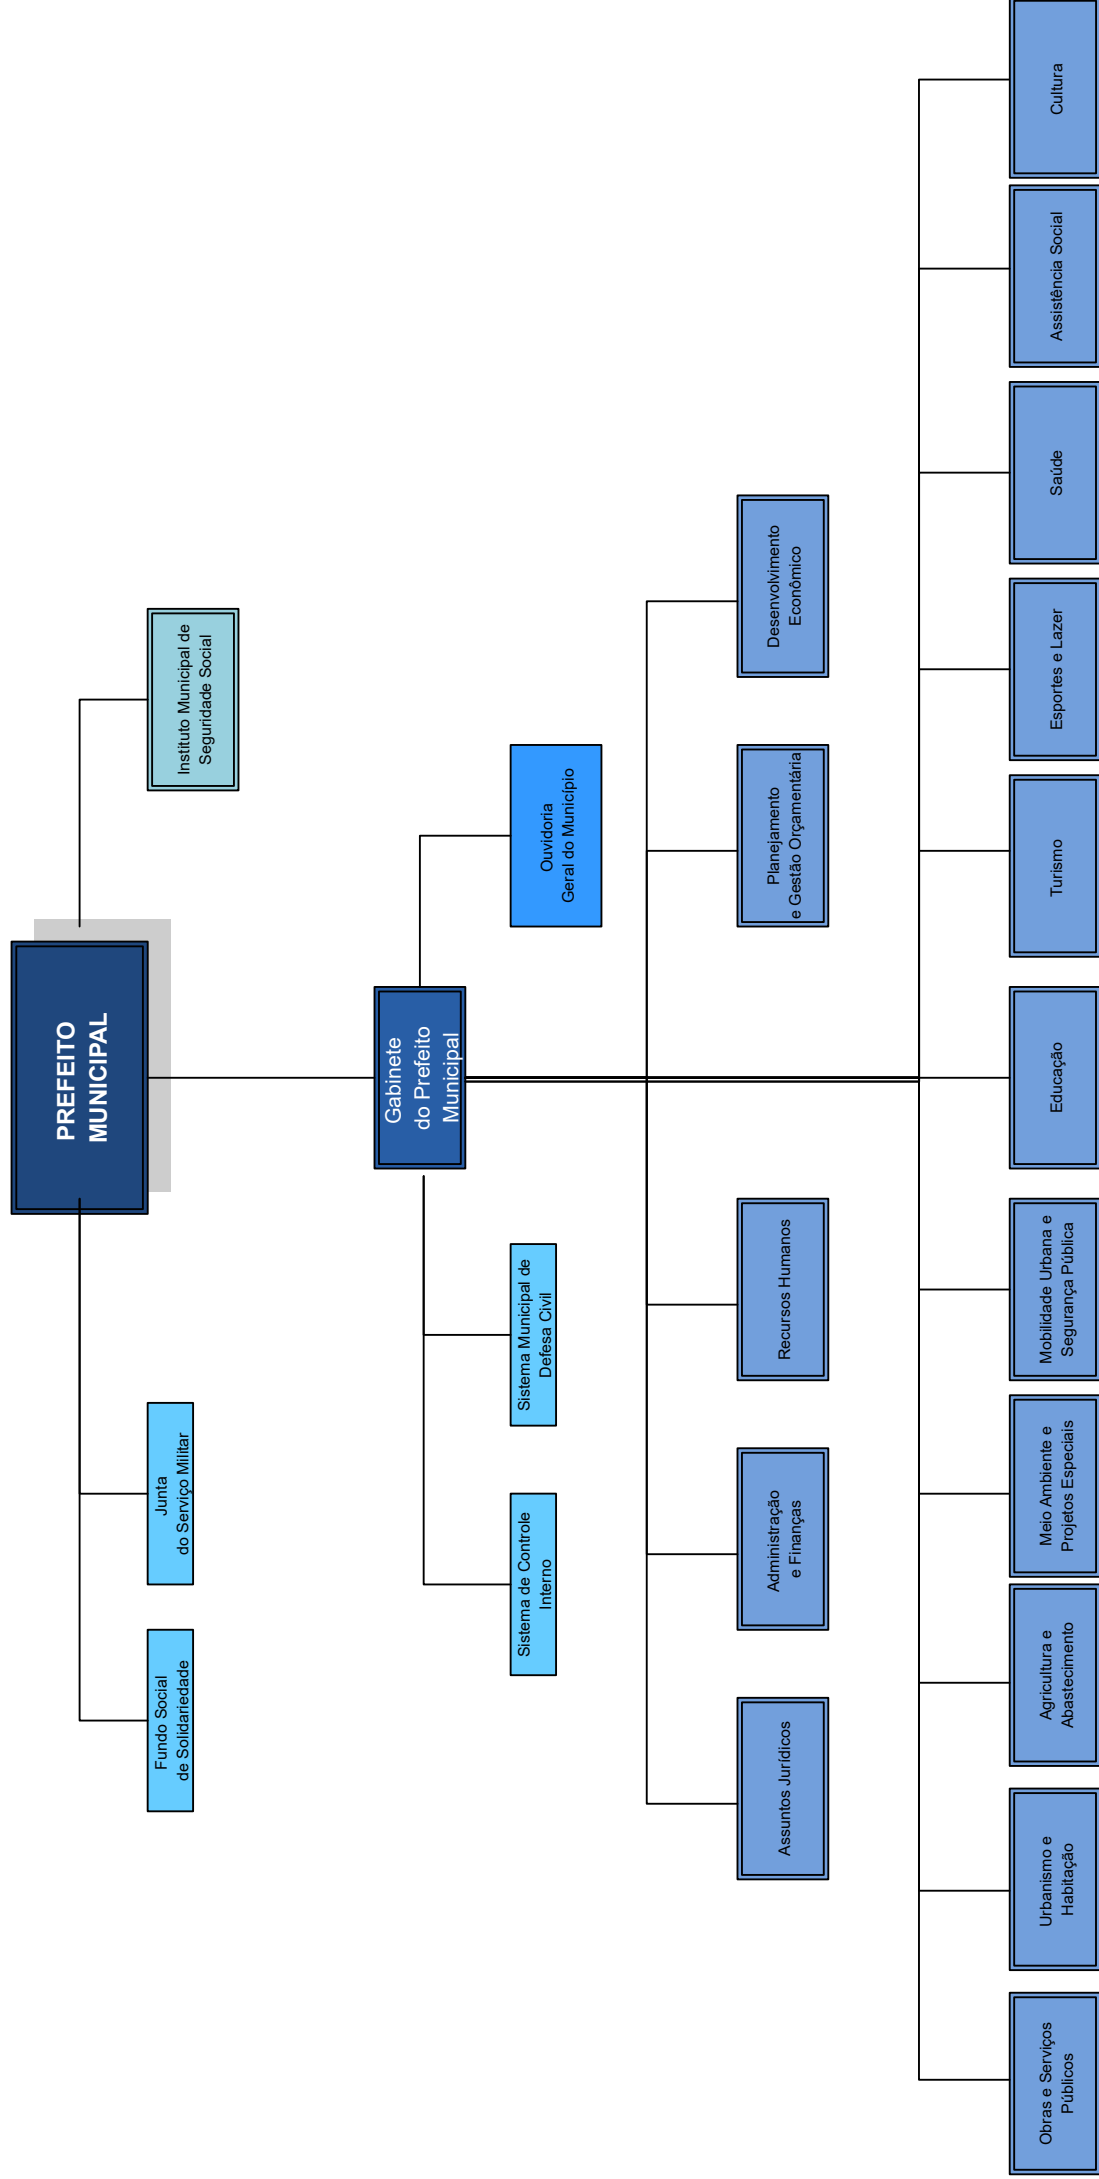 PREFEITO
MUNICIPAL
Fundo Social
de Solidariedade
Junta
do Serviço Militar
Instituto Municipal de
Seguridade Social
Gabinete
do Prefeito
Municipal
Sistema de Controle
Interno
Sistema Municipal de
Defesa Civil
Ouvidoria
Geral do Município
Assuntos Jurídicos
Administração
e Finanças
Recursos Humanos
Planejamento
e Gestão Orçamentária
Desenvolvimento
Econômico
Obras e Serviços
Públicos
Urbanismo e
Habitação
Agricultura e
Abastecimento
Meio Ambiente e
Projetos Especiais
Mobilidade Urbana e
Segurança Pública
Educação
Turismo
Esportes e Lazer
Saúde
Assistência Social
Cultura